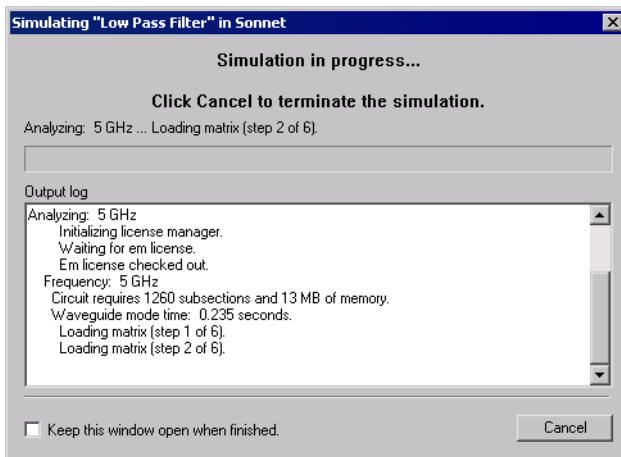 Simulating "Low Pass Filter" in Sonnet
Simulation in progress...
Click Cancel to terminate the simulation.
Analyzing: 5 GHz ... Loading matrix (step 2 of 6).
Output log
Analyzing: 5 GHz
Initializing license manager.
Waiting for em license.
Em license checked out.
Frequency: 5 GHz
Circuit requires 1260 subsections and 13 MB of memory.
Waveguide mode time: 0.235 seconds.
Loading matrix (step 1 of 6).
Loading matrix (step 2 of 6).
Keep this window open when finished.
Cancel